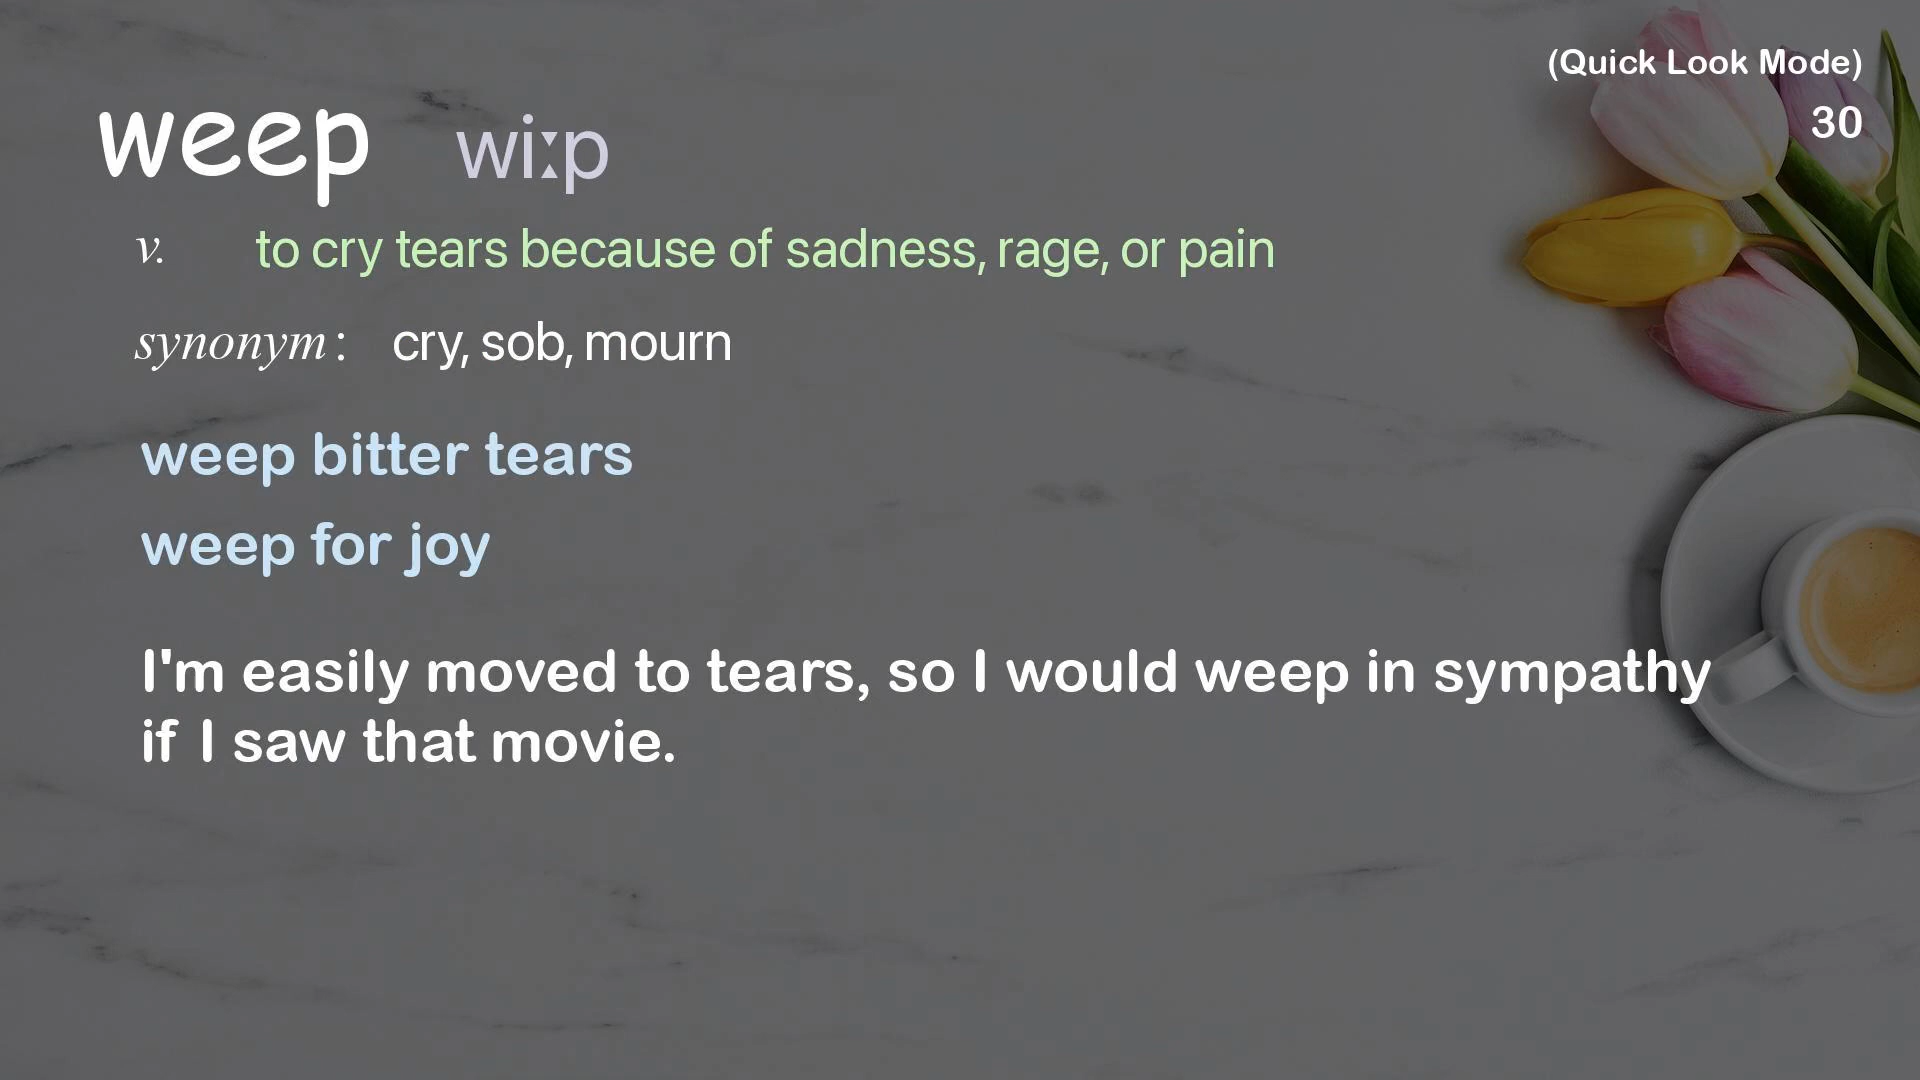 (Quick Look Mode)
30
weep wiːp
v. to cry tears because of sadness, rage, or pain
synonym : cry, sob, mourn
weep bitter tears
weep for joy
I'm easily moved to tears, so I would weep in sympathy
if I saw that movie.